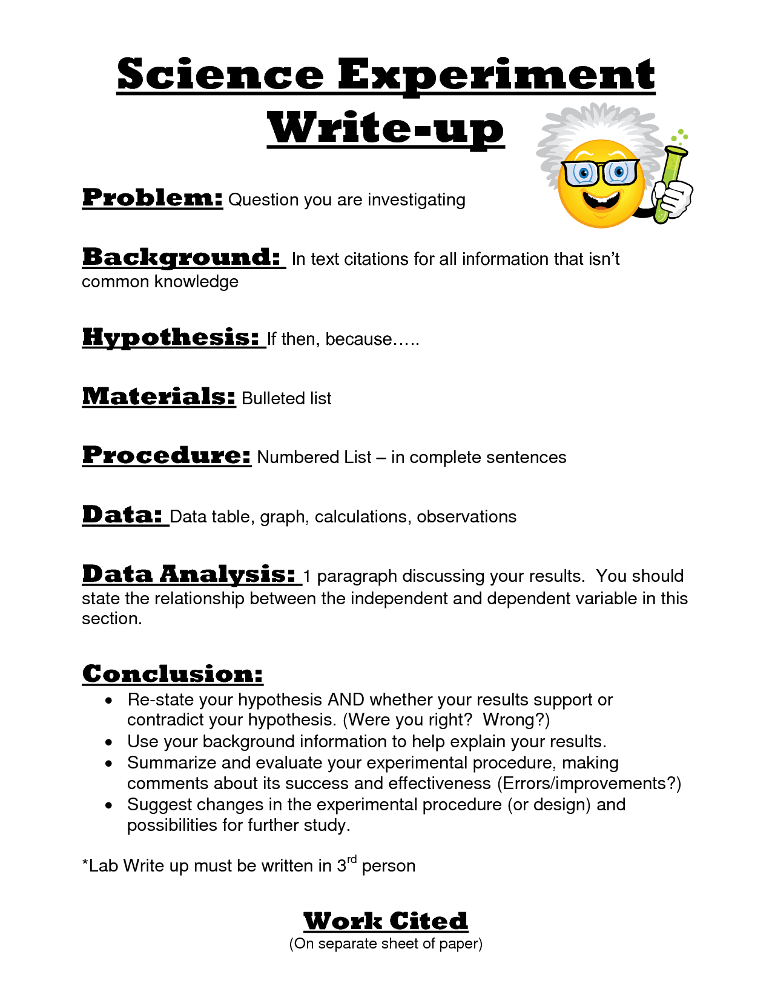 Science Experiment
Write-up
Problem: Question you are investigating
Background: In text citations for all information that isn’t
common knowledge
Hypothesis: If then, because…..
Materials: Bulleted list
Procedure: Numbered List – in complete sentences
Data: Data table, graph, calculations, observations
Data Analysis: 1 paragraph discussing your results.  You should
state the relationship between the independent and dependent variable in this
section.
Conclusion:
• Re-state your hypothesis AND whether your results support or
contradict your hypothesis. (Were you right?  Wrong?)
• Use your background information to help explain your results.
• Summarize and evaluate your experimental procedure, making
comments about its success and effectiveness (Errors/improvements?)
• Suggest changes in the experimental procedure (or design) and
possibilities for further study.
*Lab Write up must be written in 3rd person
Work Cited
(On separate sheet of paper)